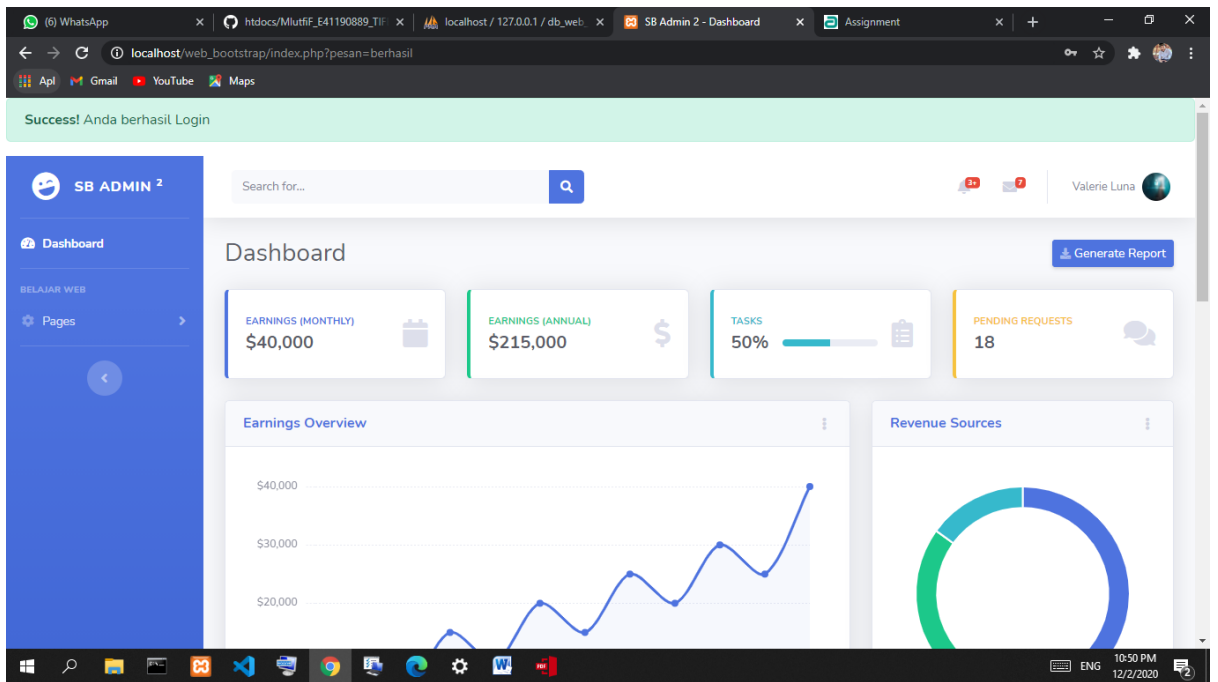 (6) WhatsApp
htdocs/MlutfiF_E41190889_TIF
localhost / 127.0.0.1 / db_web_
SB Admin 2 - Dashboard
Assignment
localhost/web_bootstrap/index.php?pesan=berhasil
Apl
Gmail
YouTube
Maps
Success! Anda berhasil Login
SB ADMIN 2
Search for...
3+
7
Valerie Luna
Dashboard
BELAJAR WEB
Pages
Dashboard
Generate Report
EARNINGS (MONTHLY)
$40,000
EARNINGS (ANNUAL)
$215,000
TASKS
50%
PENDING REQUESTS
18
Earnings Overview
$40,000
$30,000
$20,000
Revenue Sources
ENG
10:50 PM
12/2/2020
2